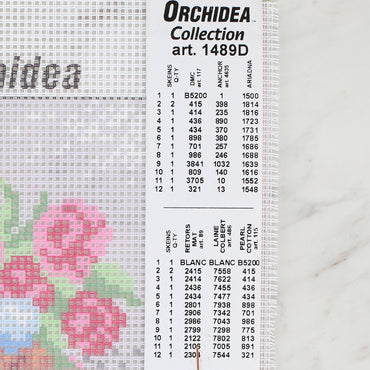 ORCHIDEA™
Collection
art. 1489D
hidea
SKEINS Q-TY DMC art. 117 ANCHOR art. 4635 ARIADNA
1 1 B5200 1 1500
2 2 415 398 1814
3 1 414 235 1816
4 1 436 890 1723
5 1 434 370 1731
6 1 898 380 1759
7 1 701 257 1686
8 1 986 246 1688
9 1 3841 1032 1639
10 1 809 140 1616
11 1 3705 10 1552
12 1 321 13 1548
SKEINS Q-TY RETORS MAT art. 89 LAINE COLBERT art. 486 PEARL COTTON art. 115
1 1 BLANC BLANC B5200
2 2 2415 7558 415
3 1 2414 7622 414
4 1 2436 7455 436
5 1 2434 7477 434
6 1 2801 7938 898
7 1 2906 7342 701
8 1 2986 7043 986
9 1 2799 7298 775
10 1 2122 7802 813
11 1 2106 7005 891
12 1 2304 7544 321